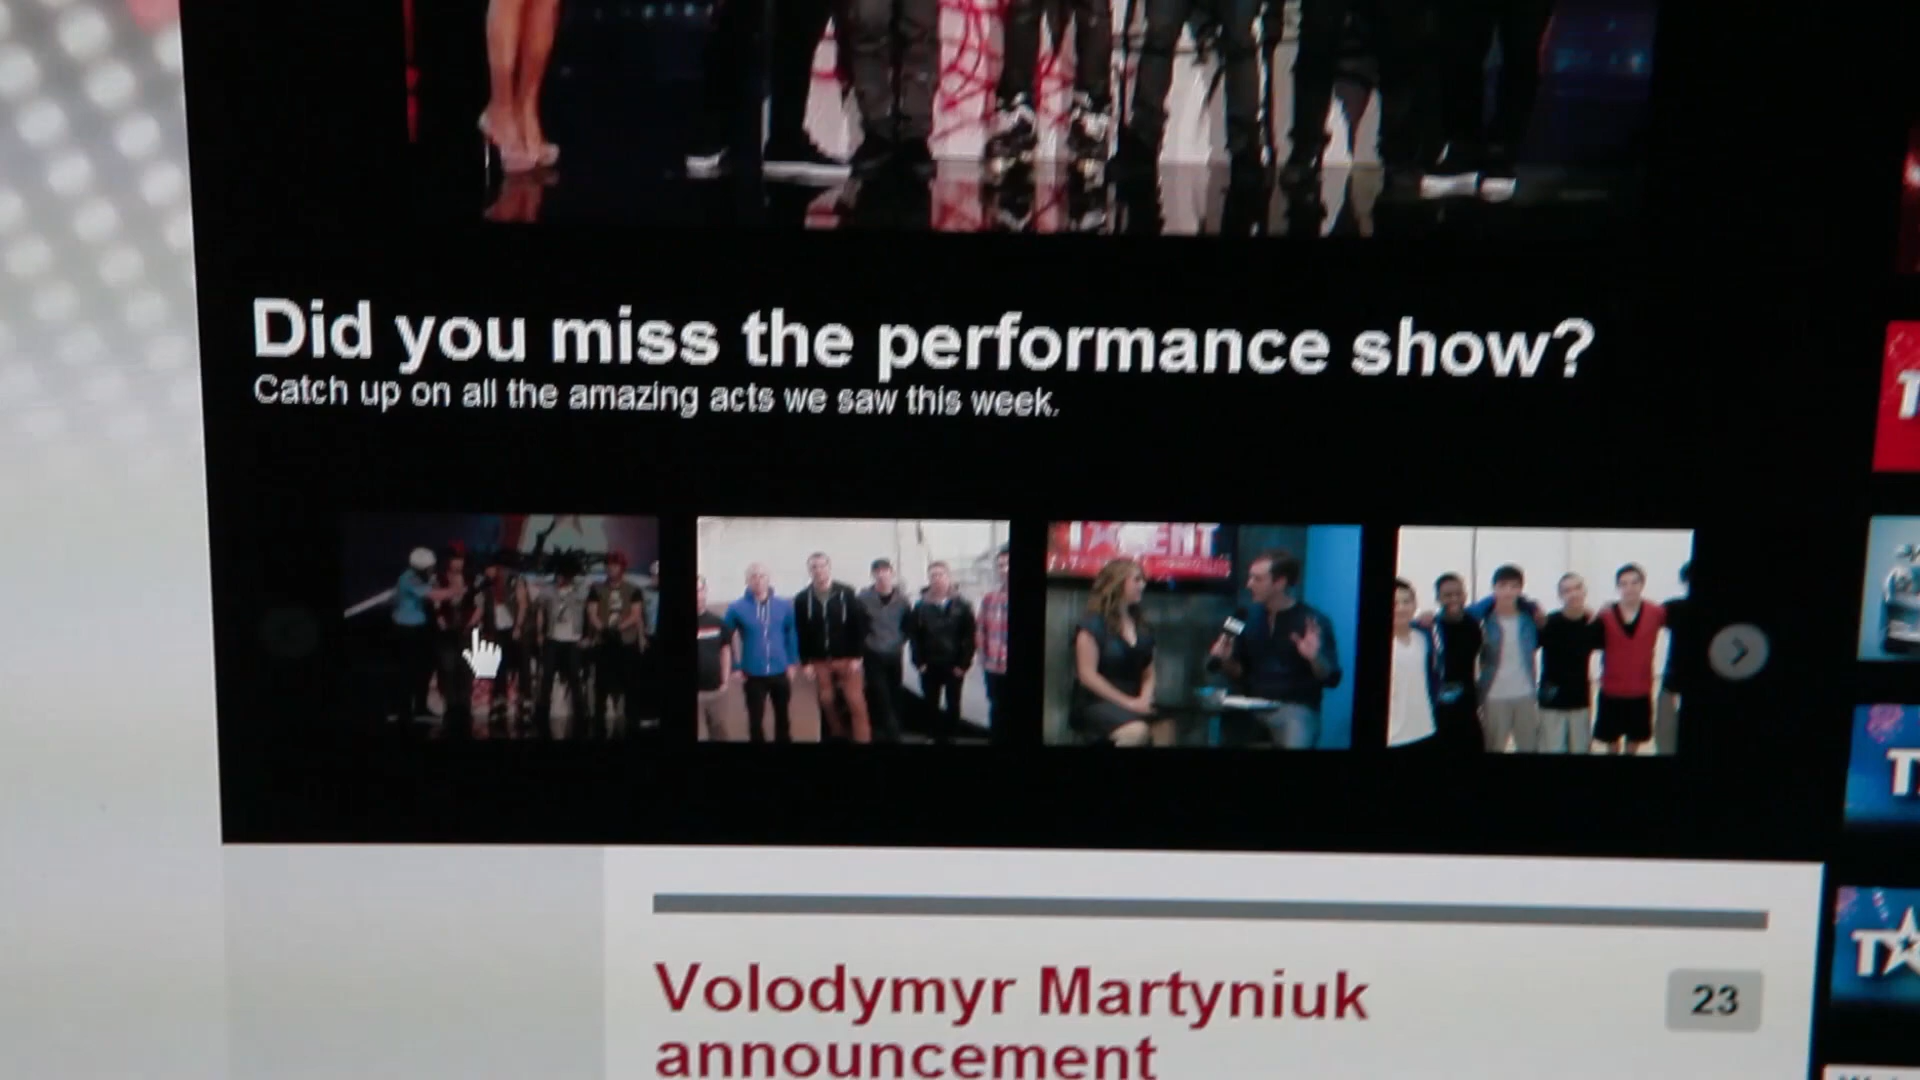 Did you miss the performance show?
Catch up on all the amazing acts we saw this week.
TALENT
Volodymyr Martyniuk
23
announcement